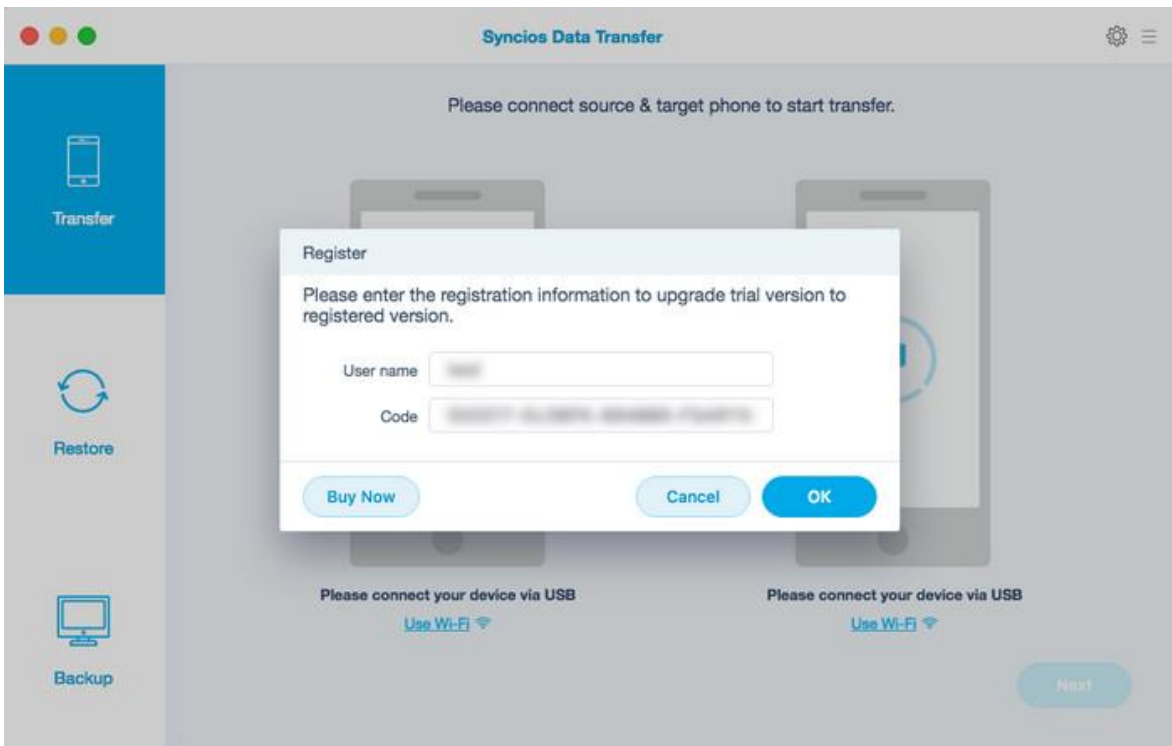 Syncios Data Transfer
Please connect source & target phone to start transfer.
Transfer
Register
Please enter the registration information to upgrade trial version to
registered version.
User name
Code
Restore
Buy Now
Cancel
OK
Please connect your device via USB
Please connect your device via USB
Use Wi-Fi
Use Wi-Fi
Backup
Next